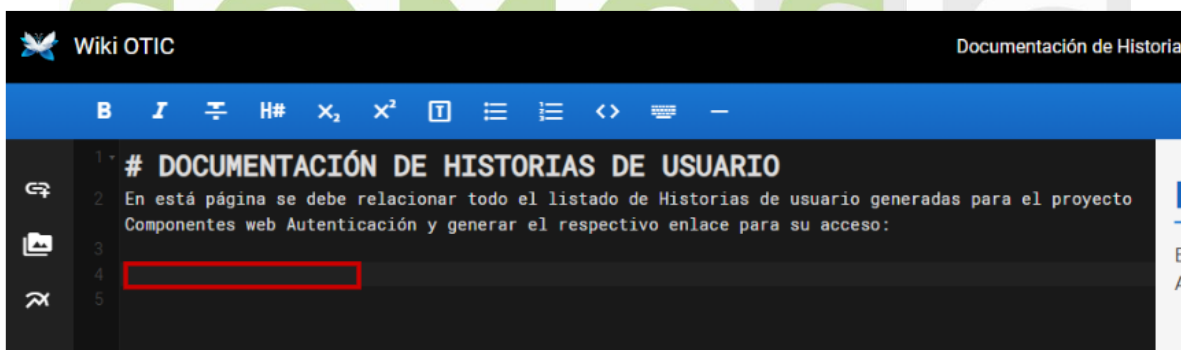 Wiki OTIC
Documentación de Historia
B I T H# X₂ X² T <> —
1 # DOCUMENTACIÓN DE HISTORIAS DE USUARIO
2 En está página se debe relacionar todo el listado de Historias de usuario generadas para el proyecto
Componentes web Autenticación y generar el respectivo enlace para su acceso:
3
4
5